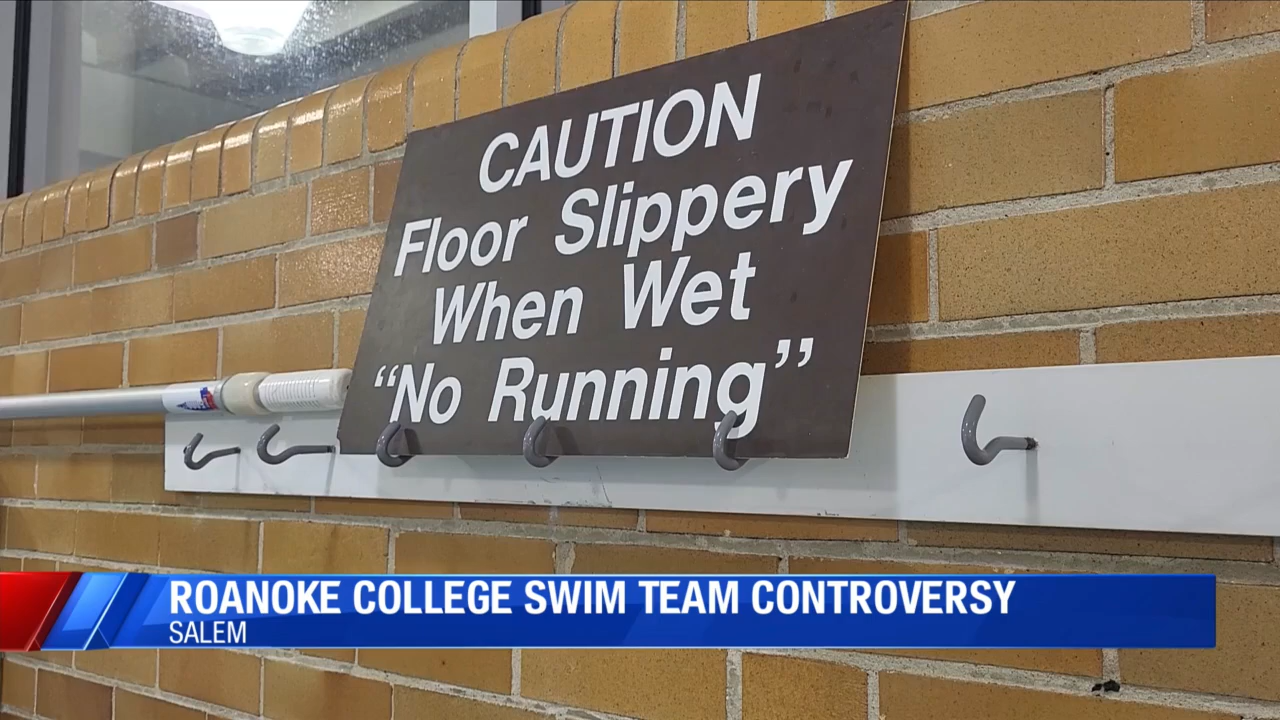 CAUTION
Floor Slippery
When Wet
“No Running”
ROANOKE COLLEGE SWIM TEAM CONTROVERSY
SALEM